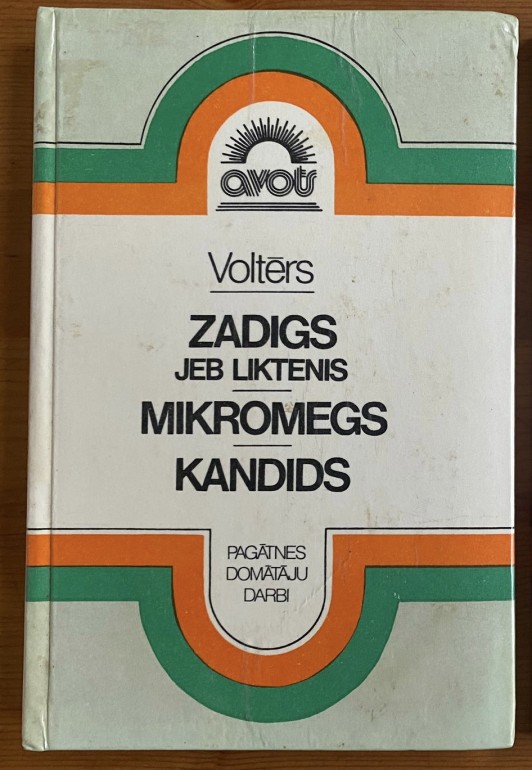 avots
Voltērs
ZADIGS
JEB LIKTENIS
MIKROMEGS
KANDIDS
PAGĀTNES
DOMĀTĀJU
DARBI